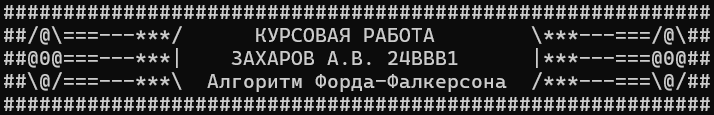 ###########################################################
##/@\===---***/      КУРСОВАЯ РАБОТА        \***---===/@\##
##@0@===---***|    ЗАХАРОВ А.В. 24ВВВ1      |***---===@0@##
##\@/===---***\  Алгоритм Форда-Фалкерсона  /***---===\@/##
###########################################################